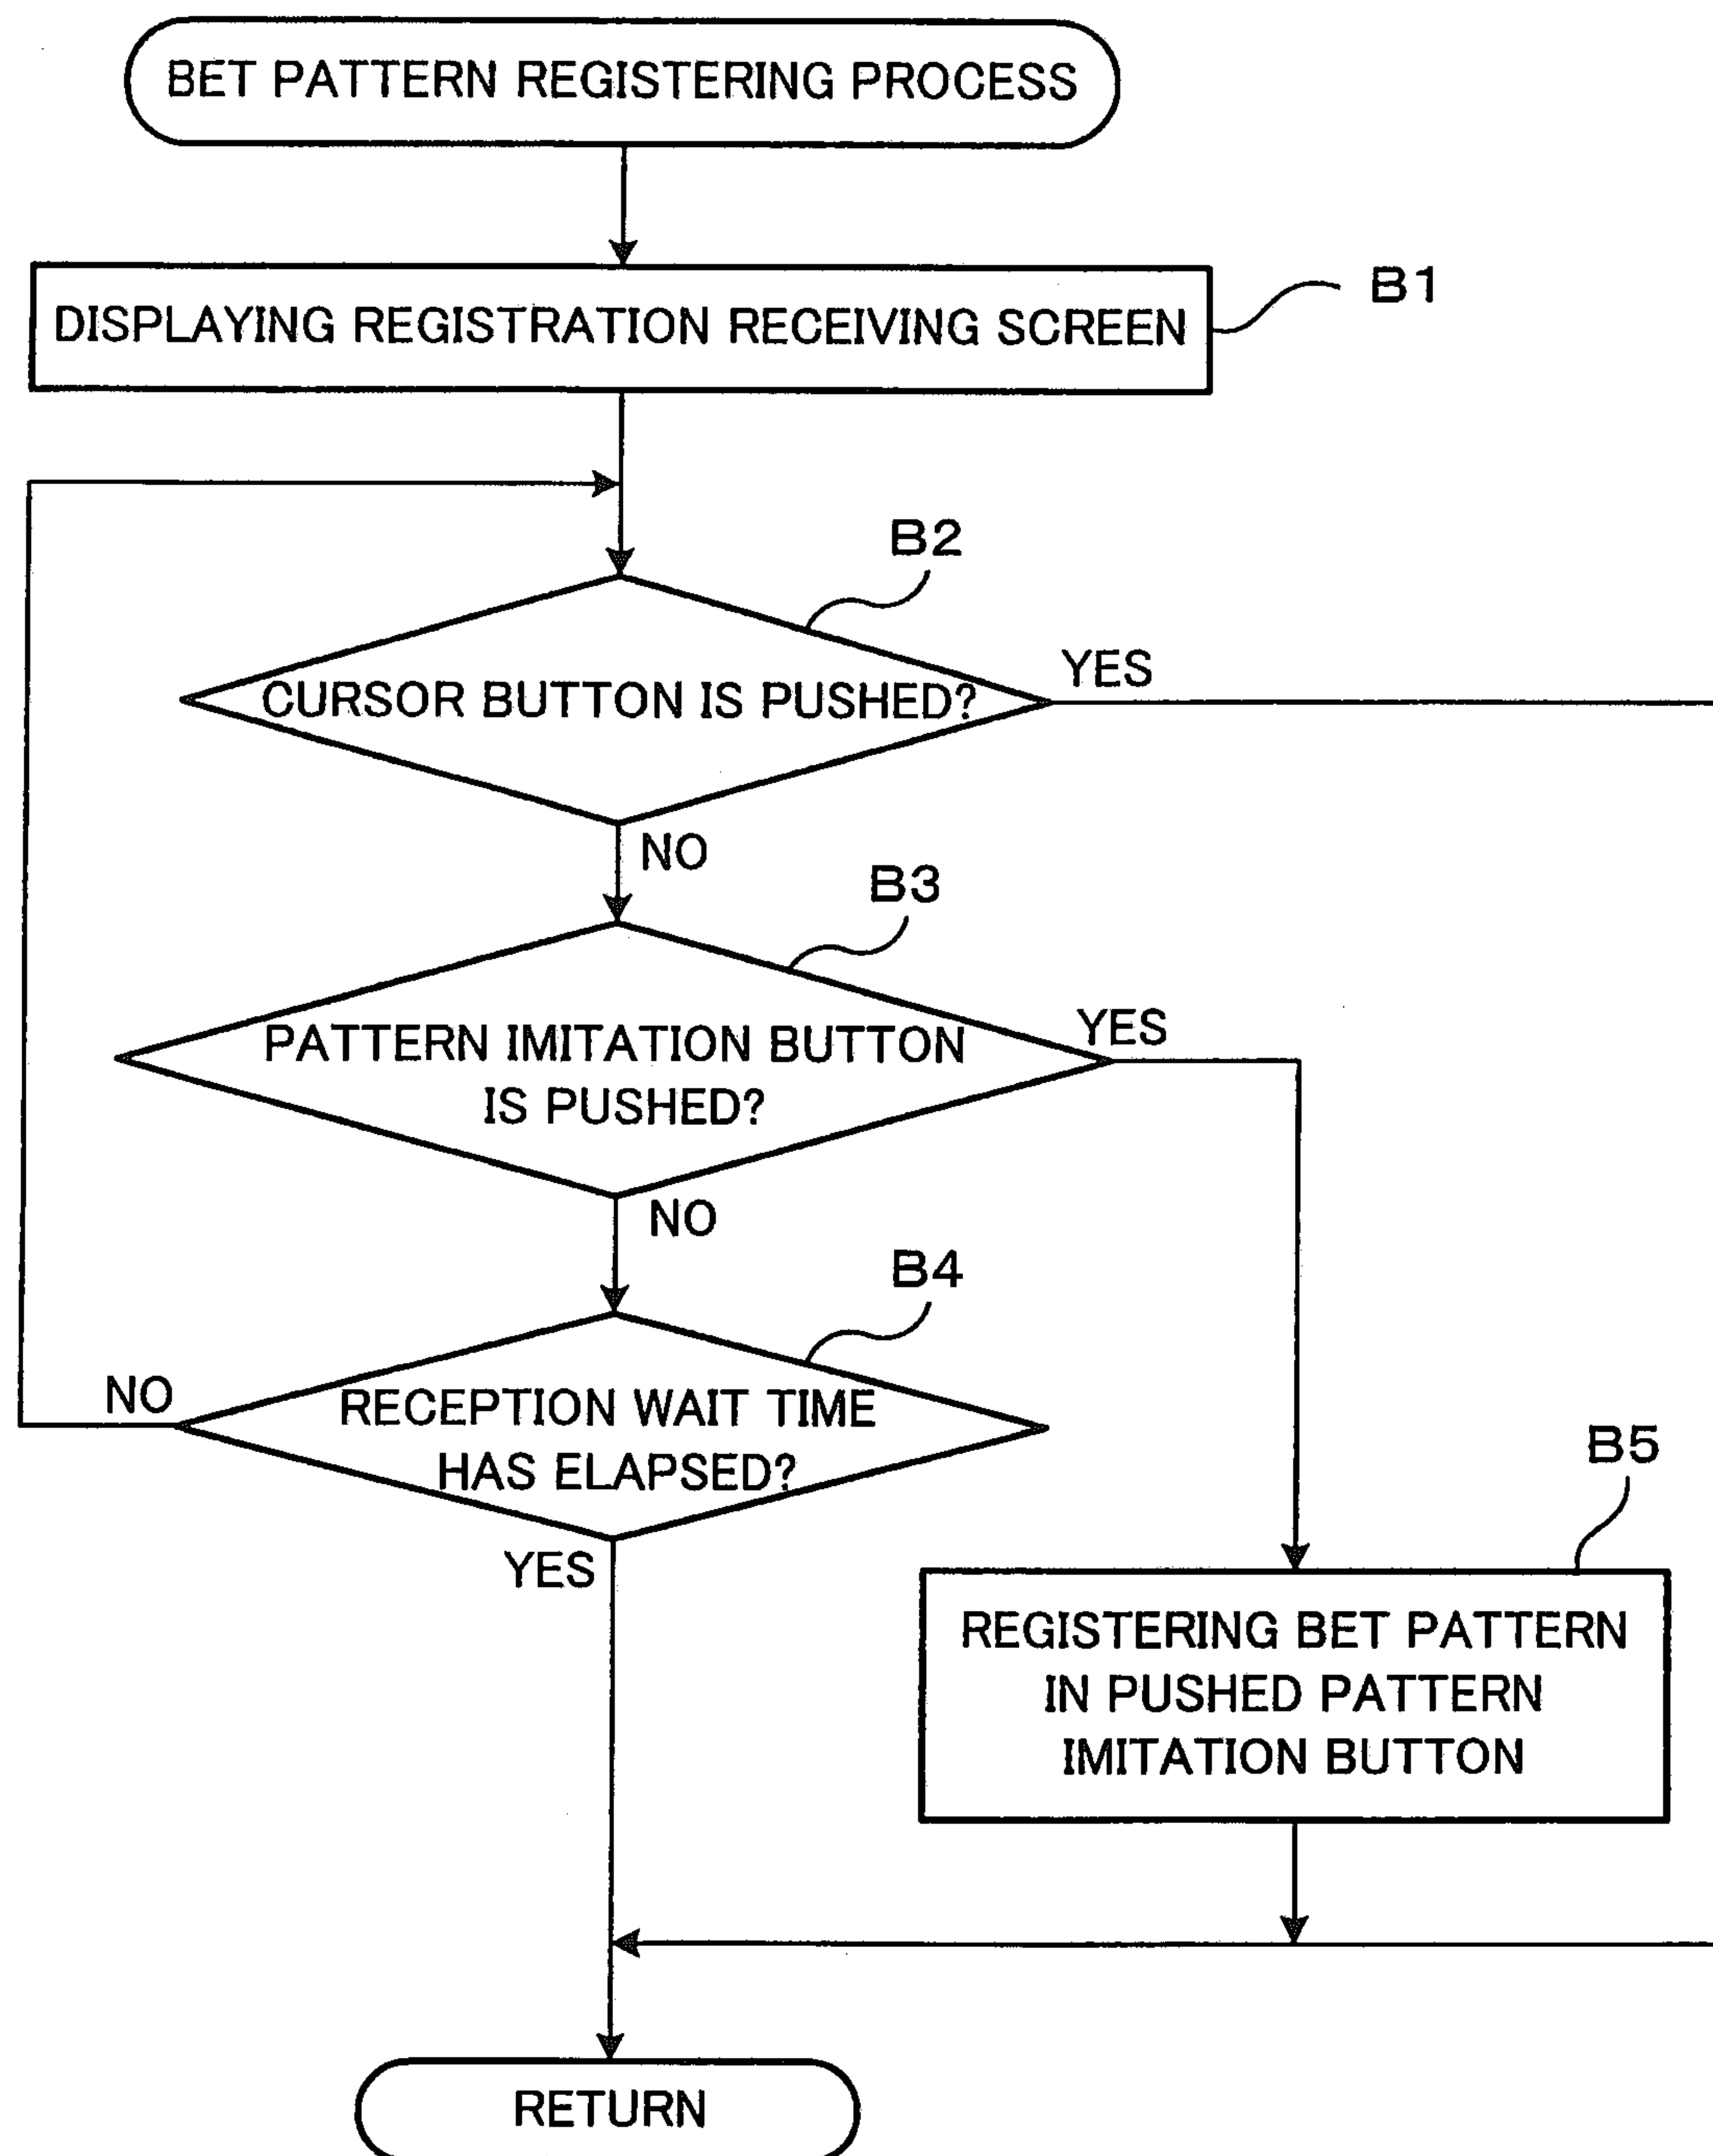 BET PATTERN REGISTERING PROCESS
DISPLAYING REGISTRATION RECEIVING SCREEN
B1
B2
CURSOR BUTTON IS PUSHED?
YES
NO
B3
PATTERN IMITATION BUTTON
IS PUSHED?
YES
NO
B4
RECEPTION WAIT TIME
HAS ELAPSED?
NO
YES
B5
REGISTERING BET PATTERN
IN PUSHED PATTERN
IMITATION BUTTON
RETURN